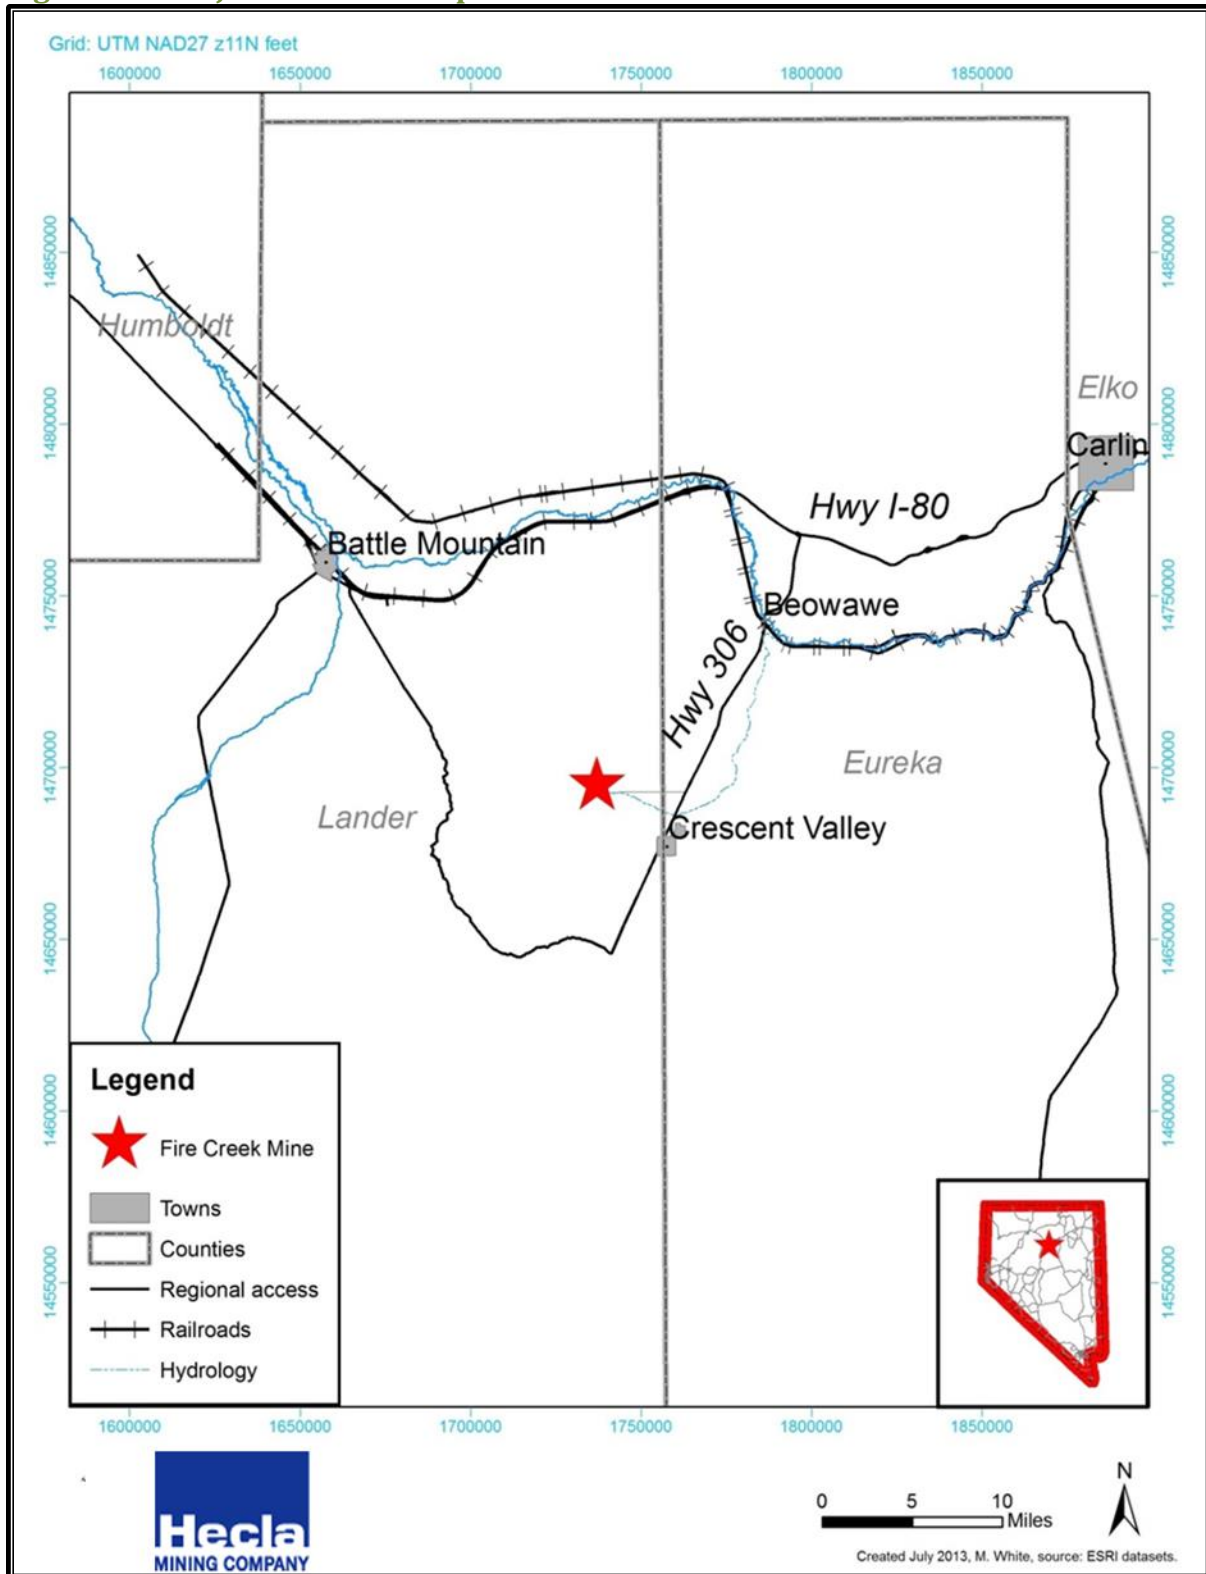 Grid: UTM NAD27 z11N feet
1600000 1650000 1700000 1750000 1800000 1850000
14850000 14850000
Humboldt
Elko
14800000 14800000
Carlin
Hwy I-80
Battle Mountain
14750000 14750000
Beowawe
Hwy 306
14700000 14700000
Eureka
Lander
Crescent Valley
14650000 14650000
Legend
Fire Creek Mine
14600000 14600000
Towns
Counties
Regional access
14550000 14550000
Railroads
Hydrology
1600000 1650000 1700000 1750000 1800000 1850000
N
0 5 10
Miles
Hecla
MINING COMPANY
Created July 2013, M. White, source: ESRI datasets.